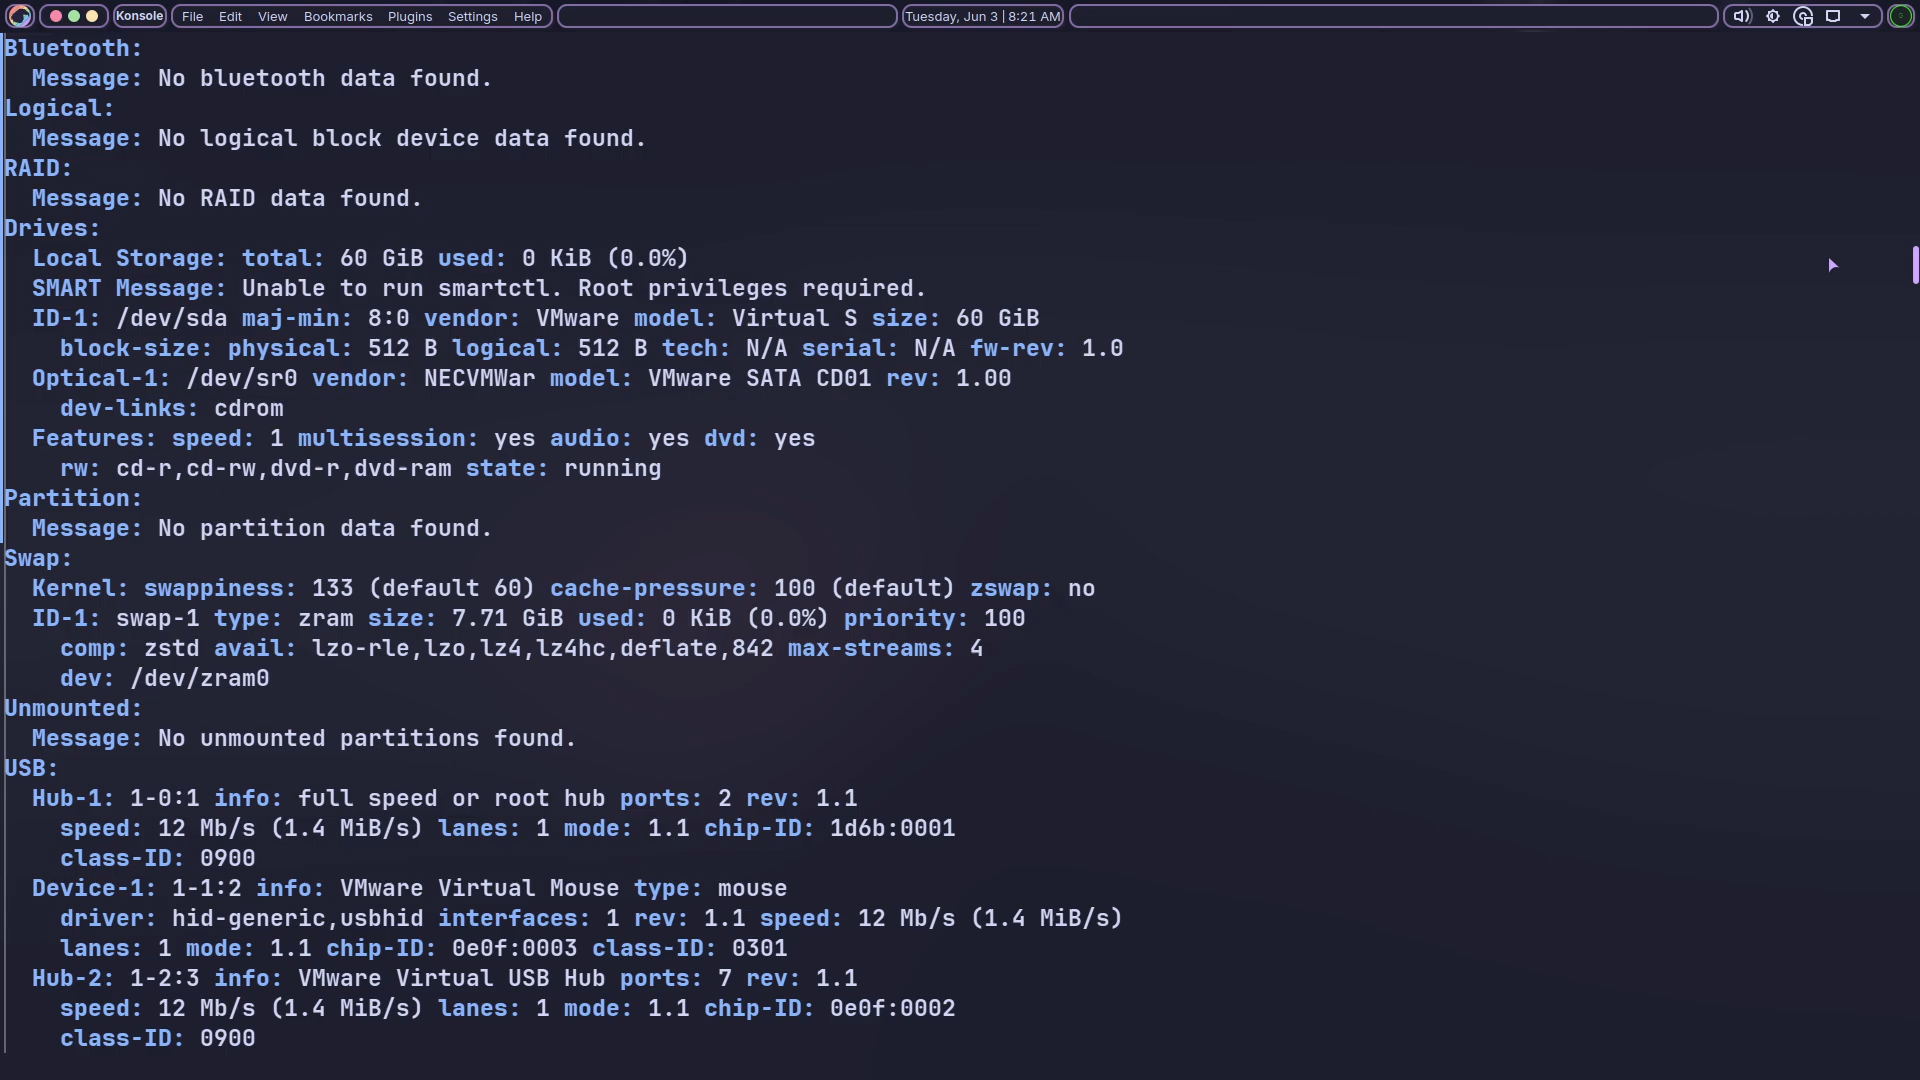 Konsole File Edit View Bookmarks Plugins Settings Help Tuesday, Jun 3 | 8:21 AM
Bluetooth:
  Message: No bluetooth data found.
Logical:
  Message: No logical block device data found.
RAID:
  Message: No RAID data found.
Drives:
  Local Storage: total: 60 GiB used: 0 KiB (0.0%)
  SMART Message: Unable to run smartctl. Root privileges required.
  ID-1: /dev/sda maj-min: 8:0 vendor: VMware model: Virtual S size: 60 GiB
    block-size: physical: 512 B logical: 512 B tech: N/A serial: N/A fw-rev: 1.0
  Optical-1: /dev/sr0 vendor: NECVMWar model: VMware SATA CD01 rev: 1.00
    dev-links: cdrom
  Features: speed: 1 multisession: yes audio: yes dvd: yes
    rw: cd-r,cd-rw,dvd-r,dvd-ram state: running
Partition:
  Message: No partition data found.
Swap:
  Kernel: swappiness: 133 (default 60) cache-pressure: 100 (default) zswap: no
  ID-1: swap-1 type: zram size: 7.71 GiB used: 0 KiB (0.0%) priority: 100
    comp: zstd avail: lzo-rle,lzo,lz4,lz4hc,deflate,842 max-streams: 4
    dev: /dev/zram0
Unmounted:
  Message: No unmounted partitions found.
USB:
  Hub-1: 1-0:1 info: full speed or root hub ports: 2 rev: 1.1
    speed: 12 Mb/s (1.4 MiB/s) lanes: 1 mode: 1.1 chip-ID: 1d6b:0001
    class-ID: 0900
  Device-1: 1-1:2 info: VMware Virtual Mouse type: mouse
    driver: hid-generic,usbhid interfaces: 1 rev: 1.1 speed: 12 Mb/s (1.4 MiB/s)
    lanes: 1 mode: 1.1 chip-ID: 0e0f:0003 class-ID: 0301
  Hub-2: 1-2:3 info: VMware Virtual USB Hub ports: 7 rev: 1.1
    speed: 12 Mb/s (1.4 MiB/s) lanes: 1 mode: 1.1 chip-ID: 0e0f:0002
    class-ID: 0900